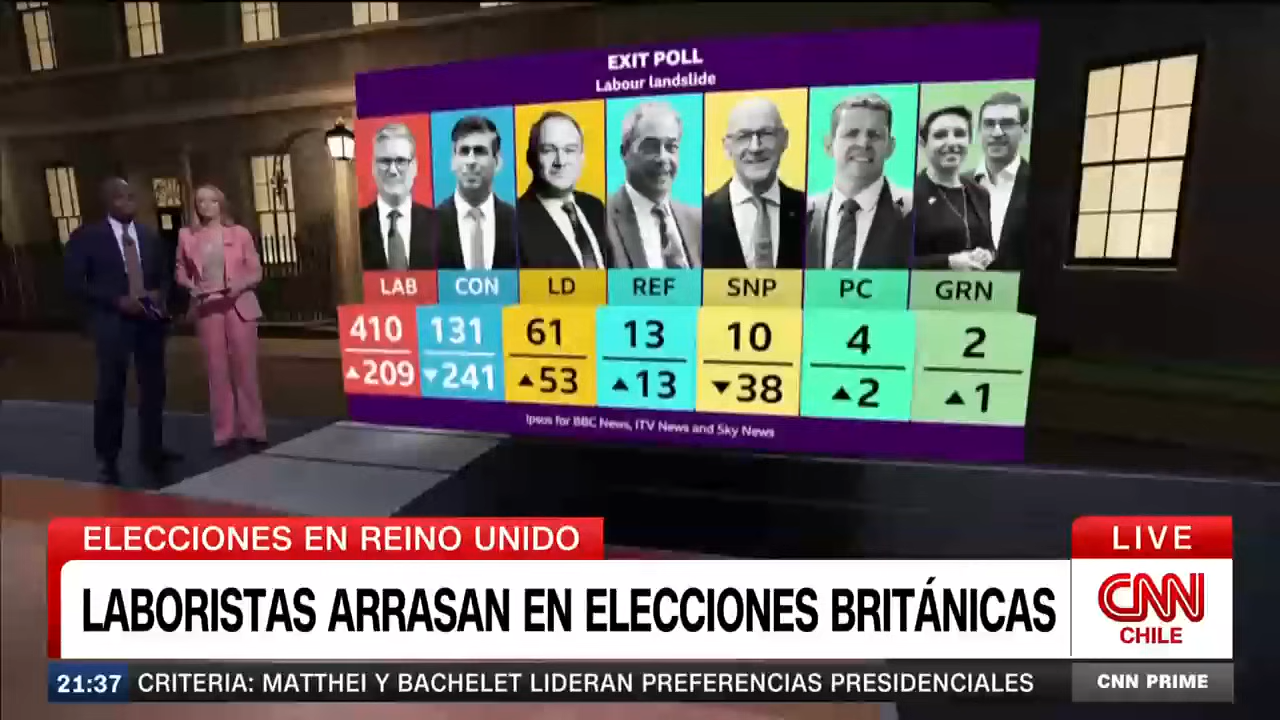 EXIT POLL
Labour landslide
LAB CON LD REF SNP PC GRN
410 131 61 13 10 4 2
▲209 ▼241 ▲53 ▲13 ▼38 ▲2 ▲1
Ipsos for BBC News, ITV News and Sky News
ELECCIONES EN REINO UNIDO
LIVE
LABORISTAS ARRASAN EN ELECCIONES BRITÁNICAS
CNN
CHILE
21:37 CRITERIA: MATTHEI Y BACHELET LIDERAN PREFERENCIAS PRESIDENCIALES
CNN PRIME